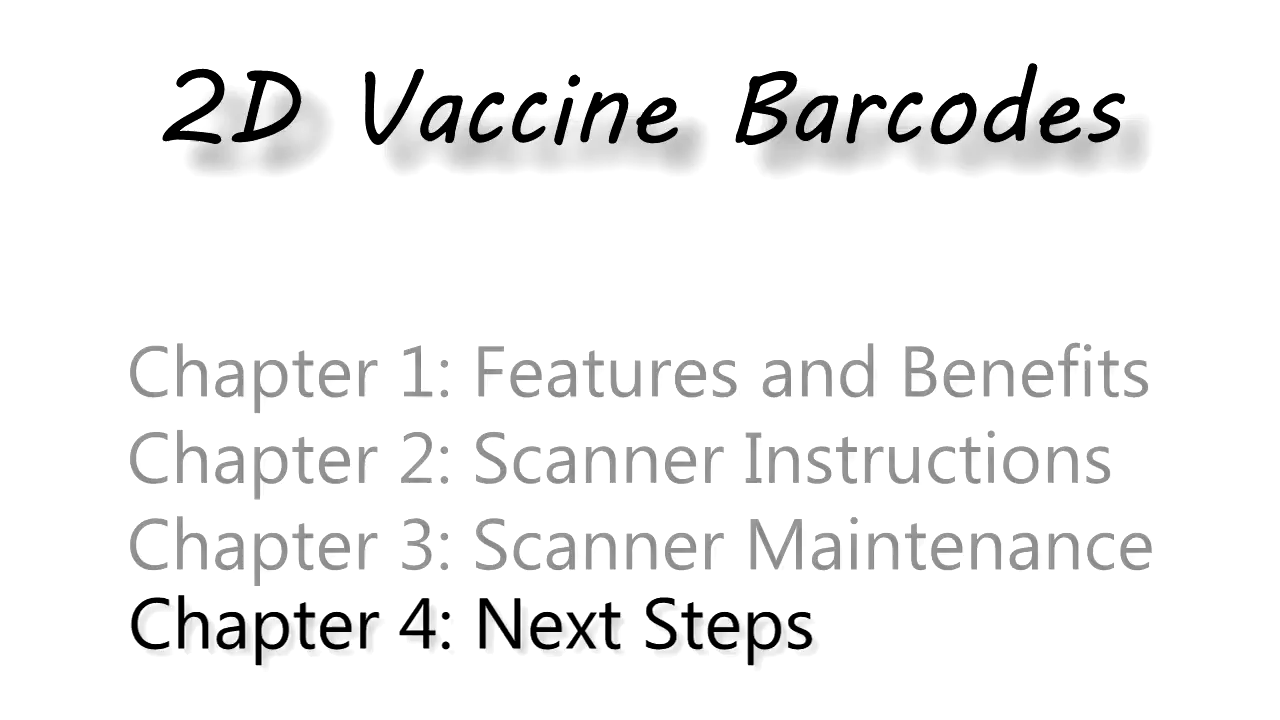 2D Vaccine Barcodes
Chapter 1: Features and Benefits
Chapter 2: Scanner Instructions
Chapter 3: Scanner Maintenance
Chapter 4: Next Steps